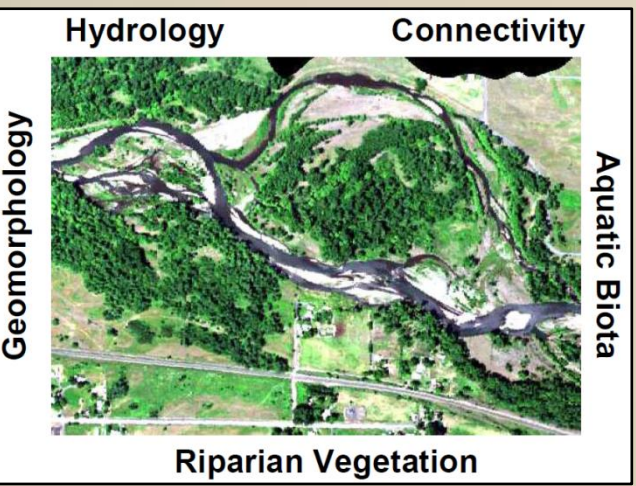 Hydrology
Connectivity
Geomorphology
Aquatic Biota
Riparian Vegetation